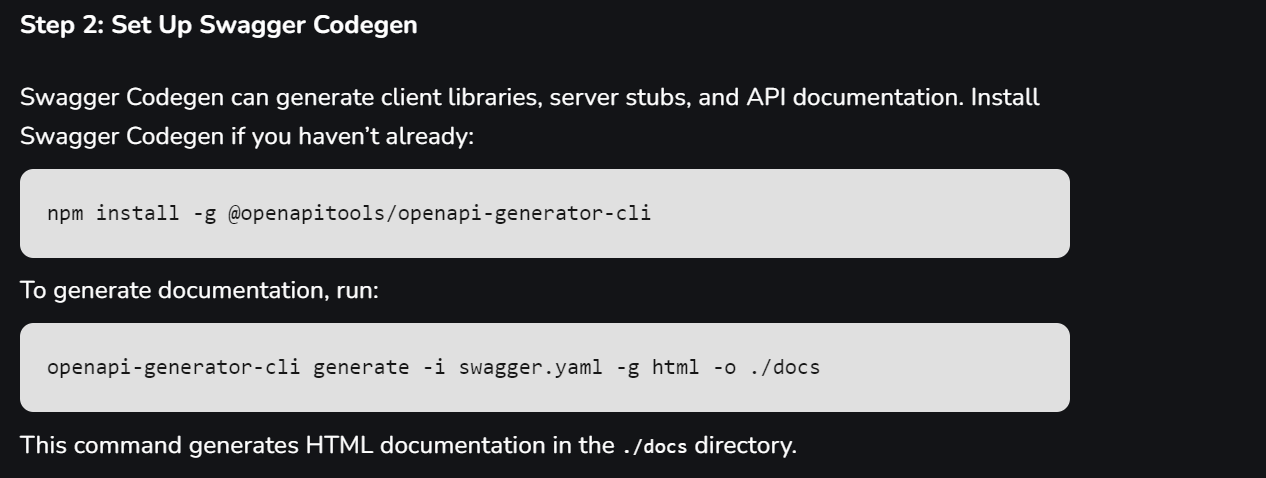 Step 2: Set Up Swagger Codegen
Swagger Codegen can generate client libraries, server stubs, and API documentation. Install
Swagger Codegen if you haven’t already:
npm install -g @openapitools/openapi-generator-cli
To generate documentation, run:
openapi-generator-cli generate -i swagger.yaml -g html -o ./docs
This command generates HTML documentation in the ./docs directory.